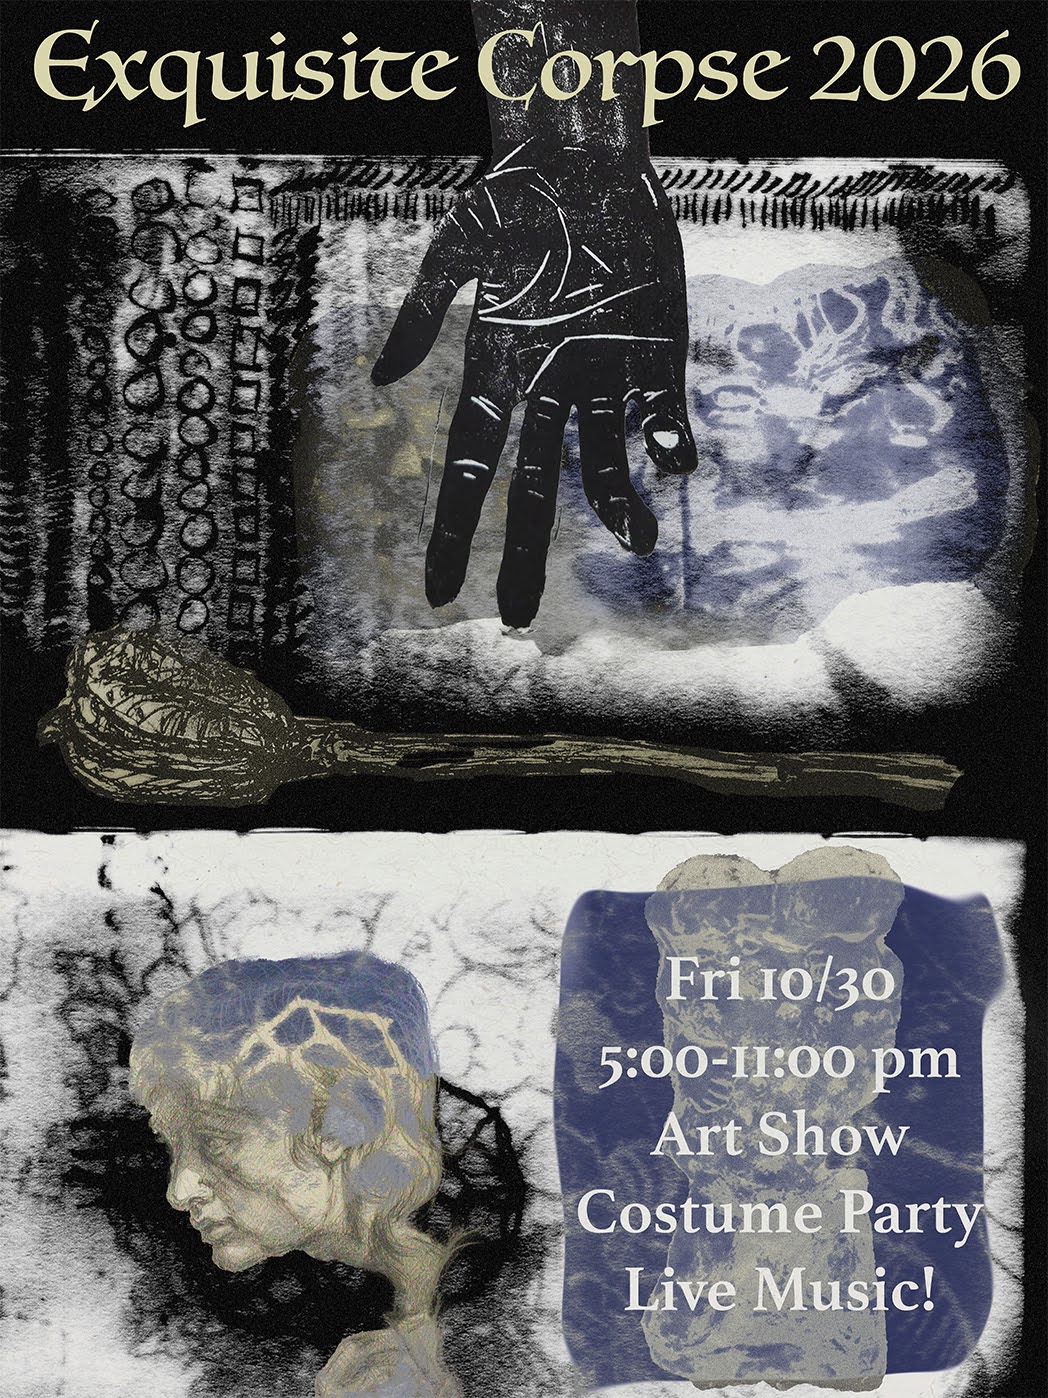 Exquisite Corpse 2026
Fri 10/30
5:00-11:00 pm
Art Show
Costume Party
Live Music!